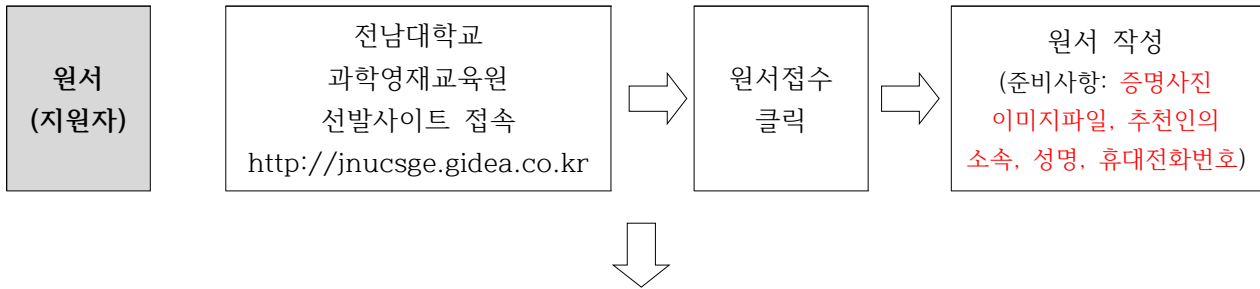 원서
(지원자)
전남대학교
과학영재교육원
선발사이트 접속
http://jnucsge.gidea.co.kr
원서접수
클릭
원서 작성
(준비사항: 증명사진
이미지파일, 추천인의
소속, 성명, 휴대전화번호)